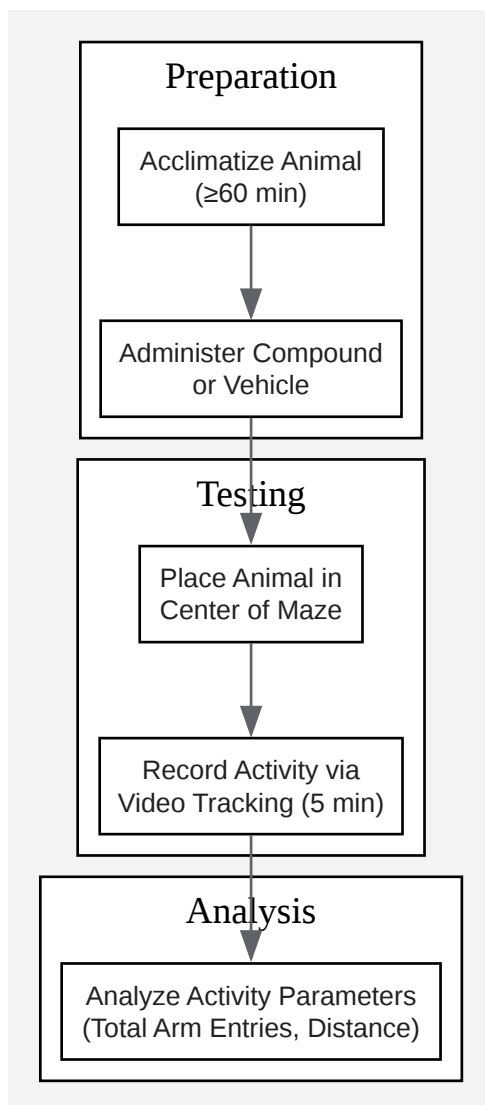 Preparation
Acclimatize Animal
(≥60 min)
Administer Compound
or Vehicle
Testing
Place Animal in
Center of Maze
Record Activity via
Video Tracking (5 min)
Analysis
Analyze Activity Parameters
(Total Arm Entries, Distance)